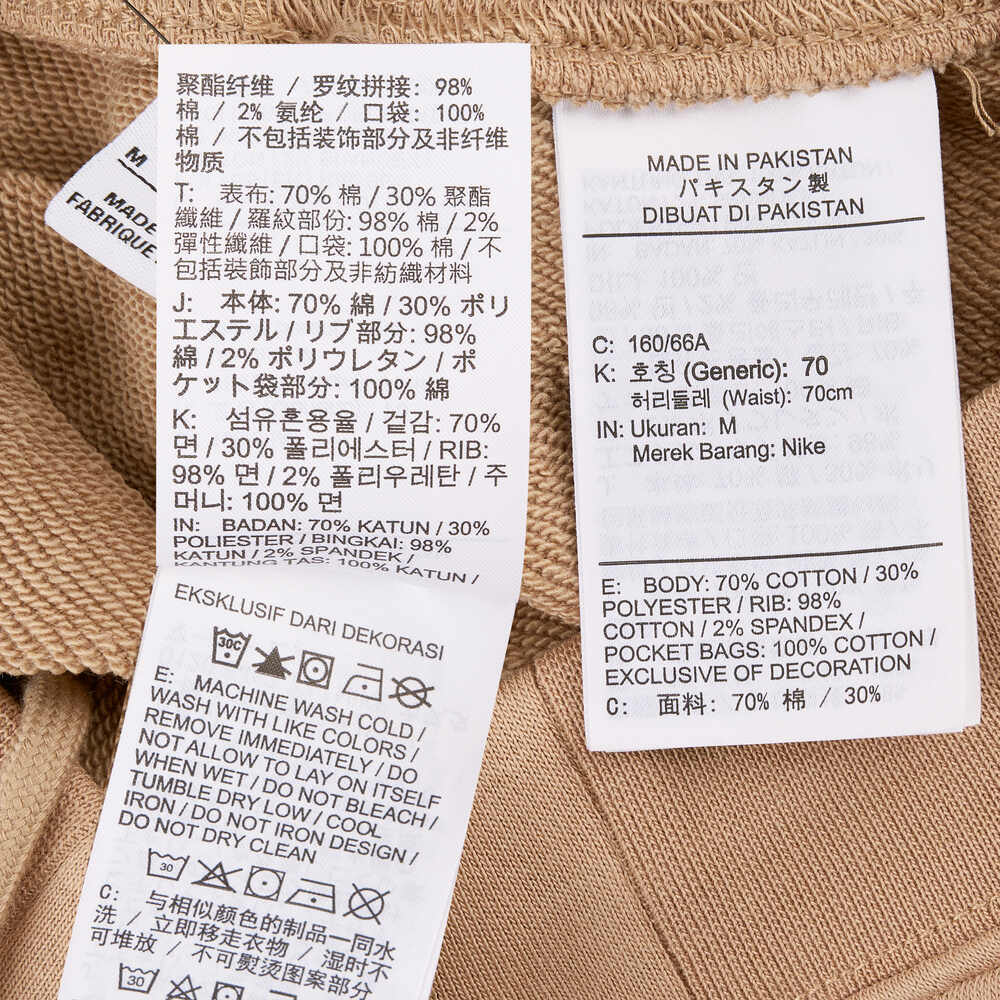 聚酯纤维 / 罗纹拼接: 98%
棉 / 2% 氨纶 / 口袋: 100%
棉 / 不包括装饰部分及非纤维
物质
T: 表布: 70% 棉 / 30% 聚酯
纖維 / 羅紋部份: 98% 棉 / 2%
彈性纖維 / 口袋: 100% 棉 / 不
包括裝飾部分及非紡織材料
J: 本体: 70% 綿 / 30% ポリ
エステル / リブ部分: 98%
綿 / 2% ポリウレタン / ポ
ケット袋部分: 100% 綿
K: 섬유혼용율 / 겉감: 70%
면 / 30% 폴리에스터 / RIB:
98% 면 / 2% 폴리우레탄 / 주
머니: 100% 면
IN: BADAN: 70% KATUN / 30%
POLIESTER / BINGKAI: 98%
KATUN / 2% SPANDEK /
KANTUNG TAS: 100% KATUN /
EKSKLUSIF DARI DEKORASI
30C
E: MACHINE WASH COLD /
WASH WITH LIKE COLORS /
REMOVE IMMEDIATELY / DO
NOT ALLOW TO LAY ON ITSELF
WHEN WET / DO NOT BLEACH /
TUMBLE DRY LOW / COOL
IRON / DO NOT IRON DESIGN /
DO NOT DRY CLEAN
30
C: 与相似颜色的制品一同水
洗 / 立即移走衣物 / 湿时不
可堆放 / 不可熨烫图案部分
30
M
MADE
FABRIQUÉ
MADE IN PAKISTAN
パキスタン製
DIBUAT DI PAKISTAN
C: 160/66A
K: 호칭 (Generic): 70
허리둘레 (Waist): 70cm
IN: Ukuran: M
Merek Barang: Nike
E: BODY: 70% COTTON / 30%
POLYESTER / RIB: 98%
COTTON / 2% SPANDEX /
POCKET BAGS: 100% COTTON /
EXCLUSIVE OF DECORATION
C: 面料: 70% 棉 / 30%